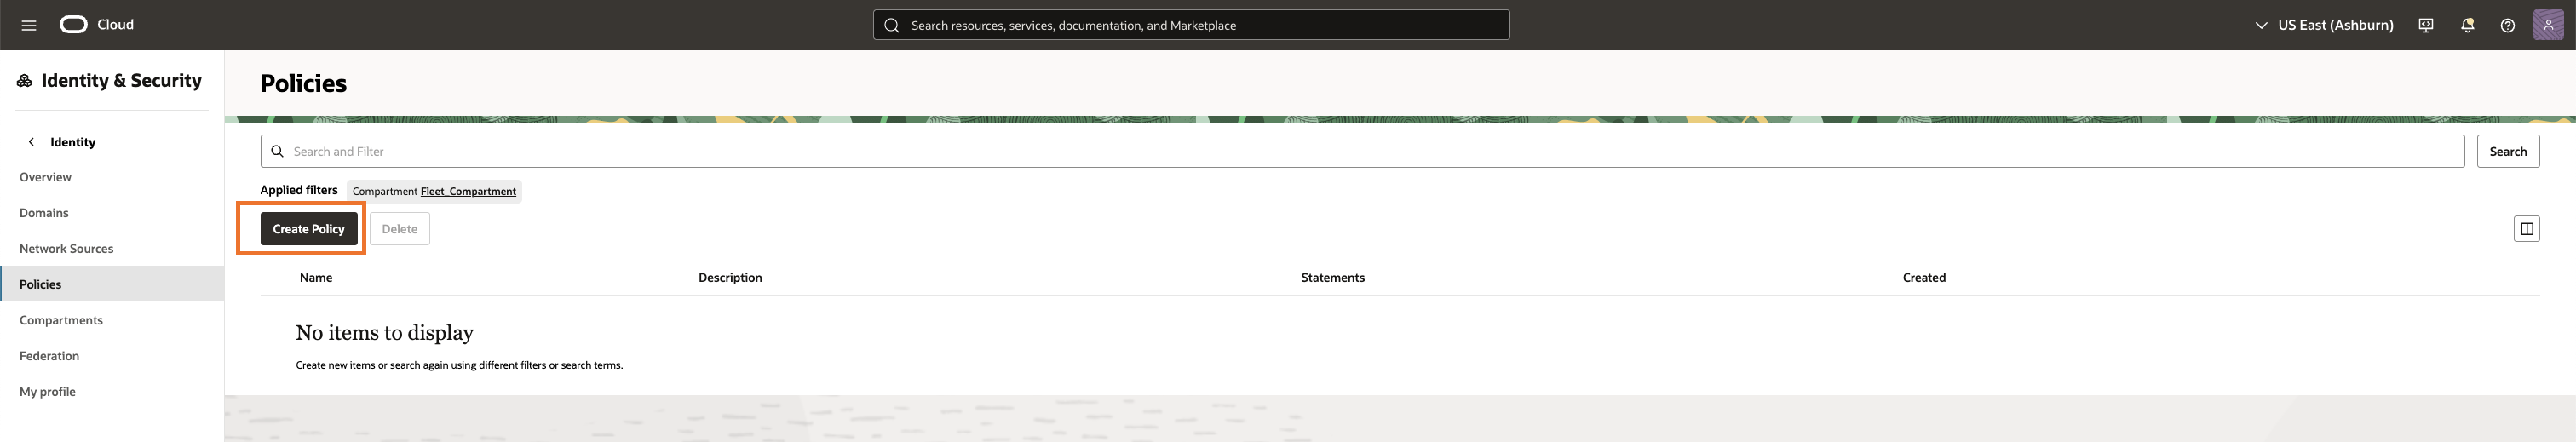 Cloud
Search resources, services, documentation, and Marketplace
US East (Ashburn)
Identity & Security
Identity
Overview
Domains
Network Sources
Policies
Compartments
Federation
My profile
Policies
Search and Filter
Search
Applied filters Compartment Fleet_Compartment
Create Policy Delete
Name Description Statements Created
No items to display
Create new items or search again using different filters or search terms.